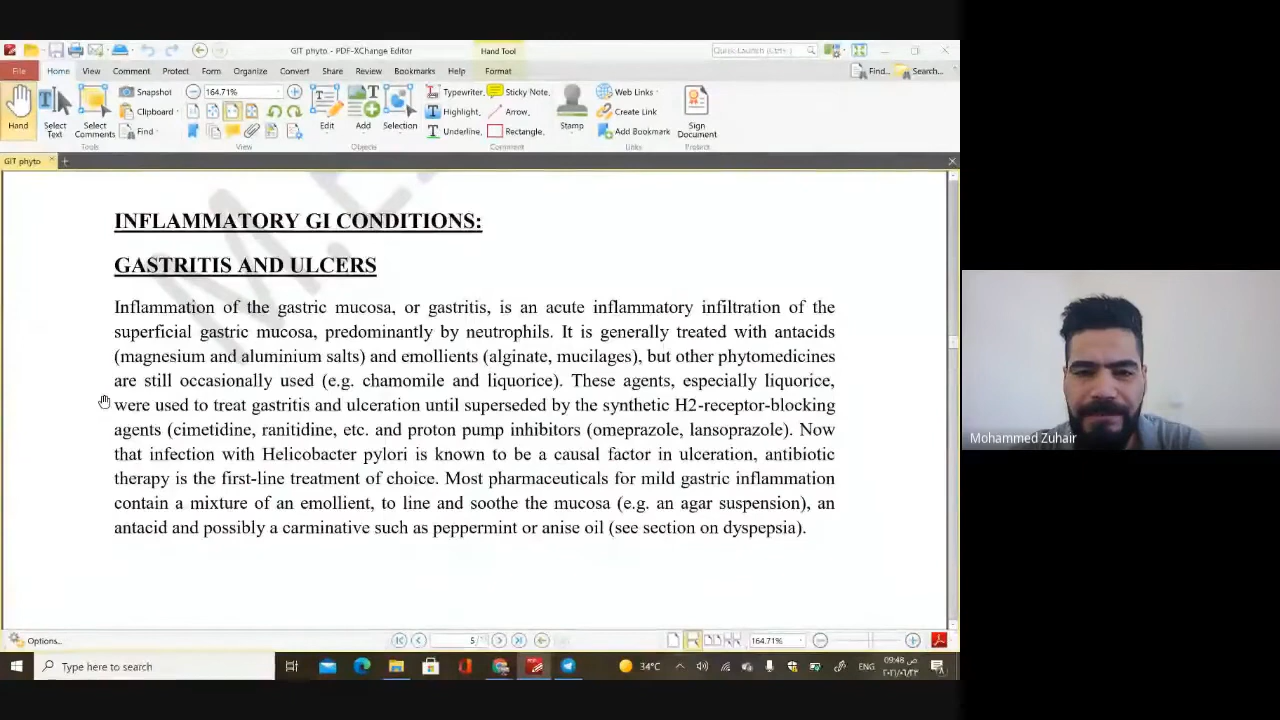 GIT phyto - PDF-XChange Editor
Hand Tool
Quick Launch (Ctrl+.)
File Home View Comment Protect Form Organize Convert Share Review Bookmarks Help Format Find... Search...
Hand
Select Text
Select Comments
Tools
Snapshot
Clipboard
Find
164.71%
View
Edit
Add
Selection
Objects
Typewriter
Highlight
Underline
Sticky Note
Arrow
Rectangle
Comment
Stamp
Web Links
Create Link
Add Bookmark
Links
Sign Document
Protect
GIT phyto
INFLAMMATORY GI CONDITIONS:
GASTRITIS AND ULCERS
Inflammation of the gastric mucosa, or gastritis, is an acute inflammatory infiltration of the
superficial gastric mucosa, predominantly by neutrophils. It is generally treated with antacids
(magnesium and aluminium salts) and emollients (alginate, mucilages), but other phytomedicines
are still occasionally used (e.g. chamomile and liquorice). These agents, especially liquorice,
were used to treat gastritis and ulceration until superseded by the synthetic H2-receptor-blocking
agents (cimetidine, ranitidine, etc. and proton pump inhibitors (omeprazole, lansoprazole). Now
that infection with Helicobacter pylori is known to be a causal factor in ulceration, antibiotic
therapy is the first-line treatment of choice. Most pharmaceuticals for mild gastric inflammation
contain a mixture of an emollient, to line and soothe the mucosa (e.g. an agar suspension), an
antacid and possibly a carminative such as peppermint or anise oil (see section on dyspepsia).
Mohammed Zuhair
Options...
5
164.71%
Type here to search
34°C
ENG
09:48 ص